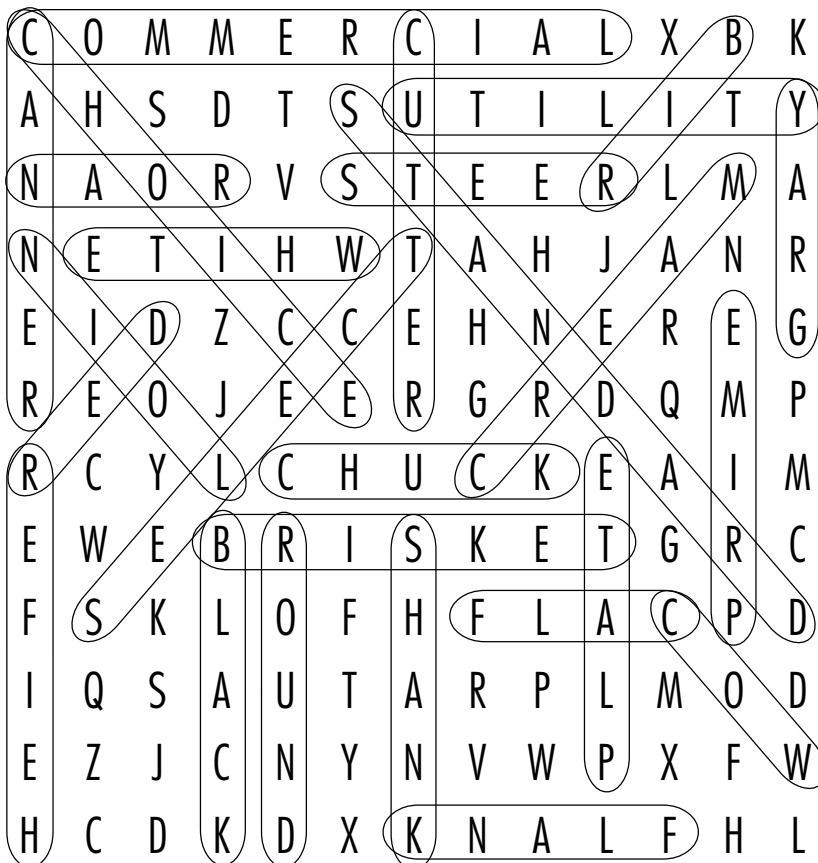 C O M M E R C I A L X B K
A H S D T S U T I L I T Y
N A O R V S T E E R L M A
N E T I H W T A H J A N R
E I D Z C C E H N E R E G
R E O J E E R G R D Q M P
R C Y L C H U C K E A I M
E W E B R I S K E T G R C
F S K L O F H F L A C P D
I Q S A U T A R P L M O D
E Z J C N Y N V W P X F W
H C D K D X K N A L F H L